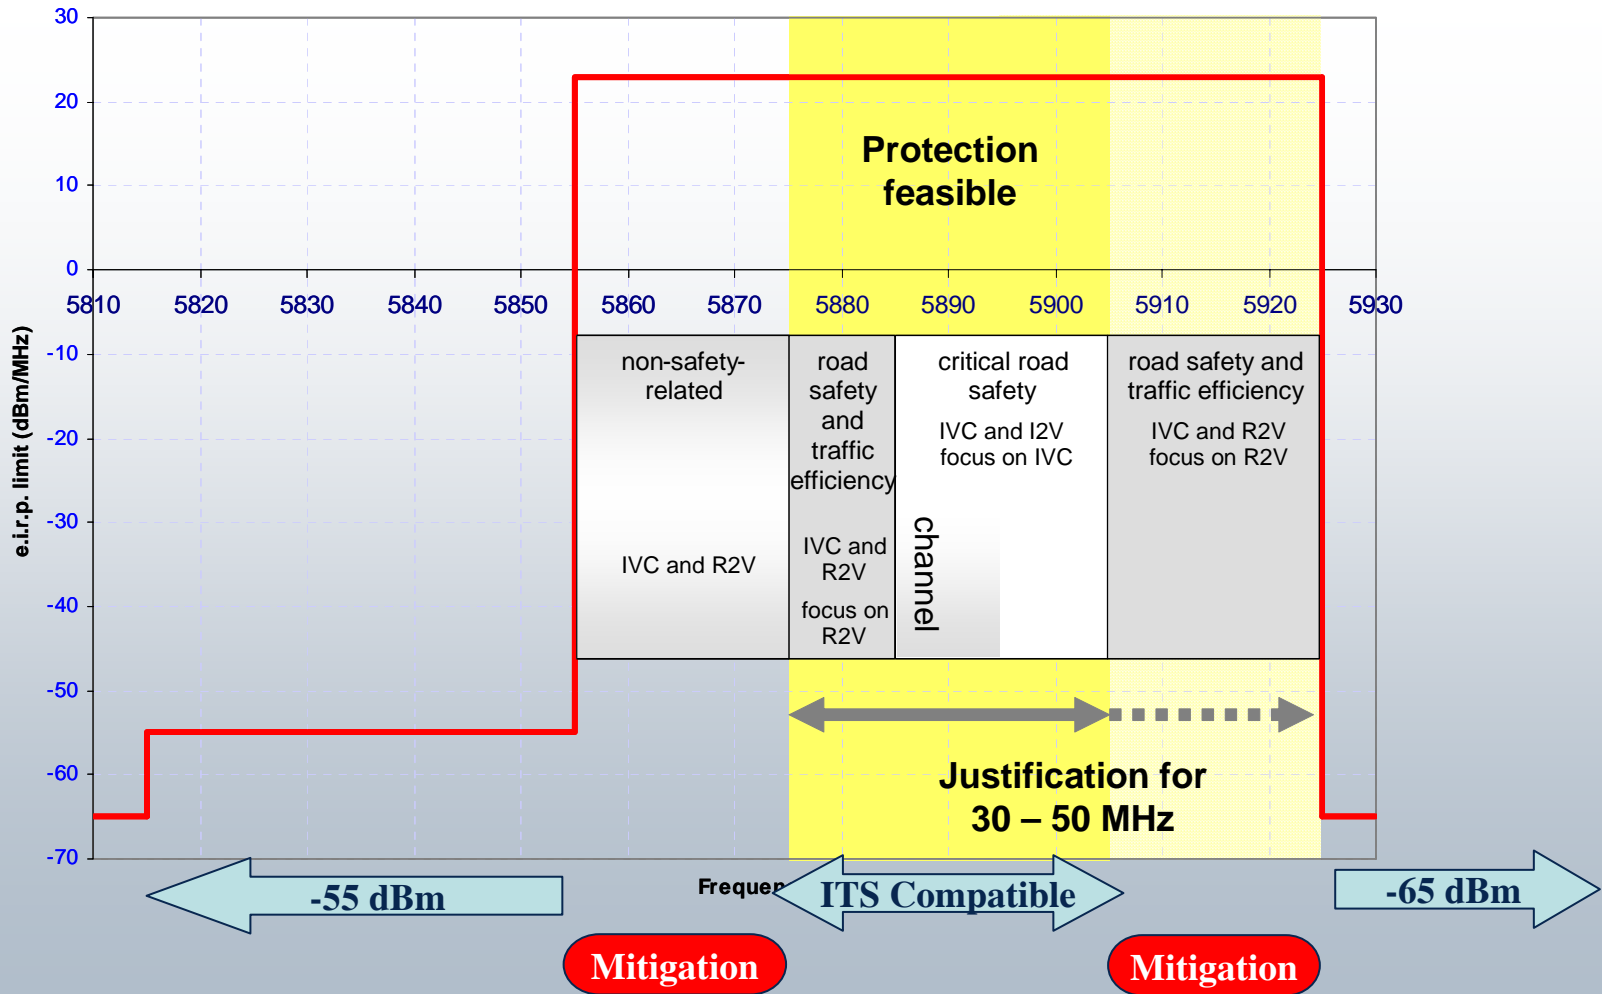 30
20
10
0
-10
-20
-30
-40
-50
-60
-70
e.i.r.p. limit (dBm/MHz)
Protection
feasible
5810 5820 5830 5840 5850 5860 5870 5880 5890 5900 5910 5920 5930
non-safety-
related
IVC and R2V
road
safety
and
traffic
efficiency
IVC and
R2V
focus on
R2V
critical road
safety
IVC and I2V
focus on IVC
channel
road safety and
traffic efficiency
IVC and R2V
focus on R2V
Justification for
30 – 50 MHz
-55 dBm
Frequen
ITS Compatible
-65 dBm
Mitigation
Mitigation